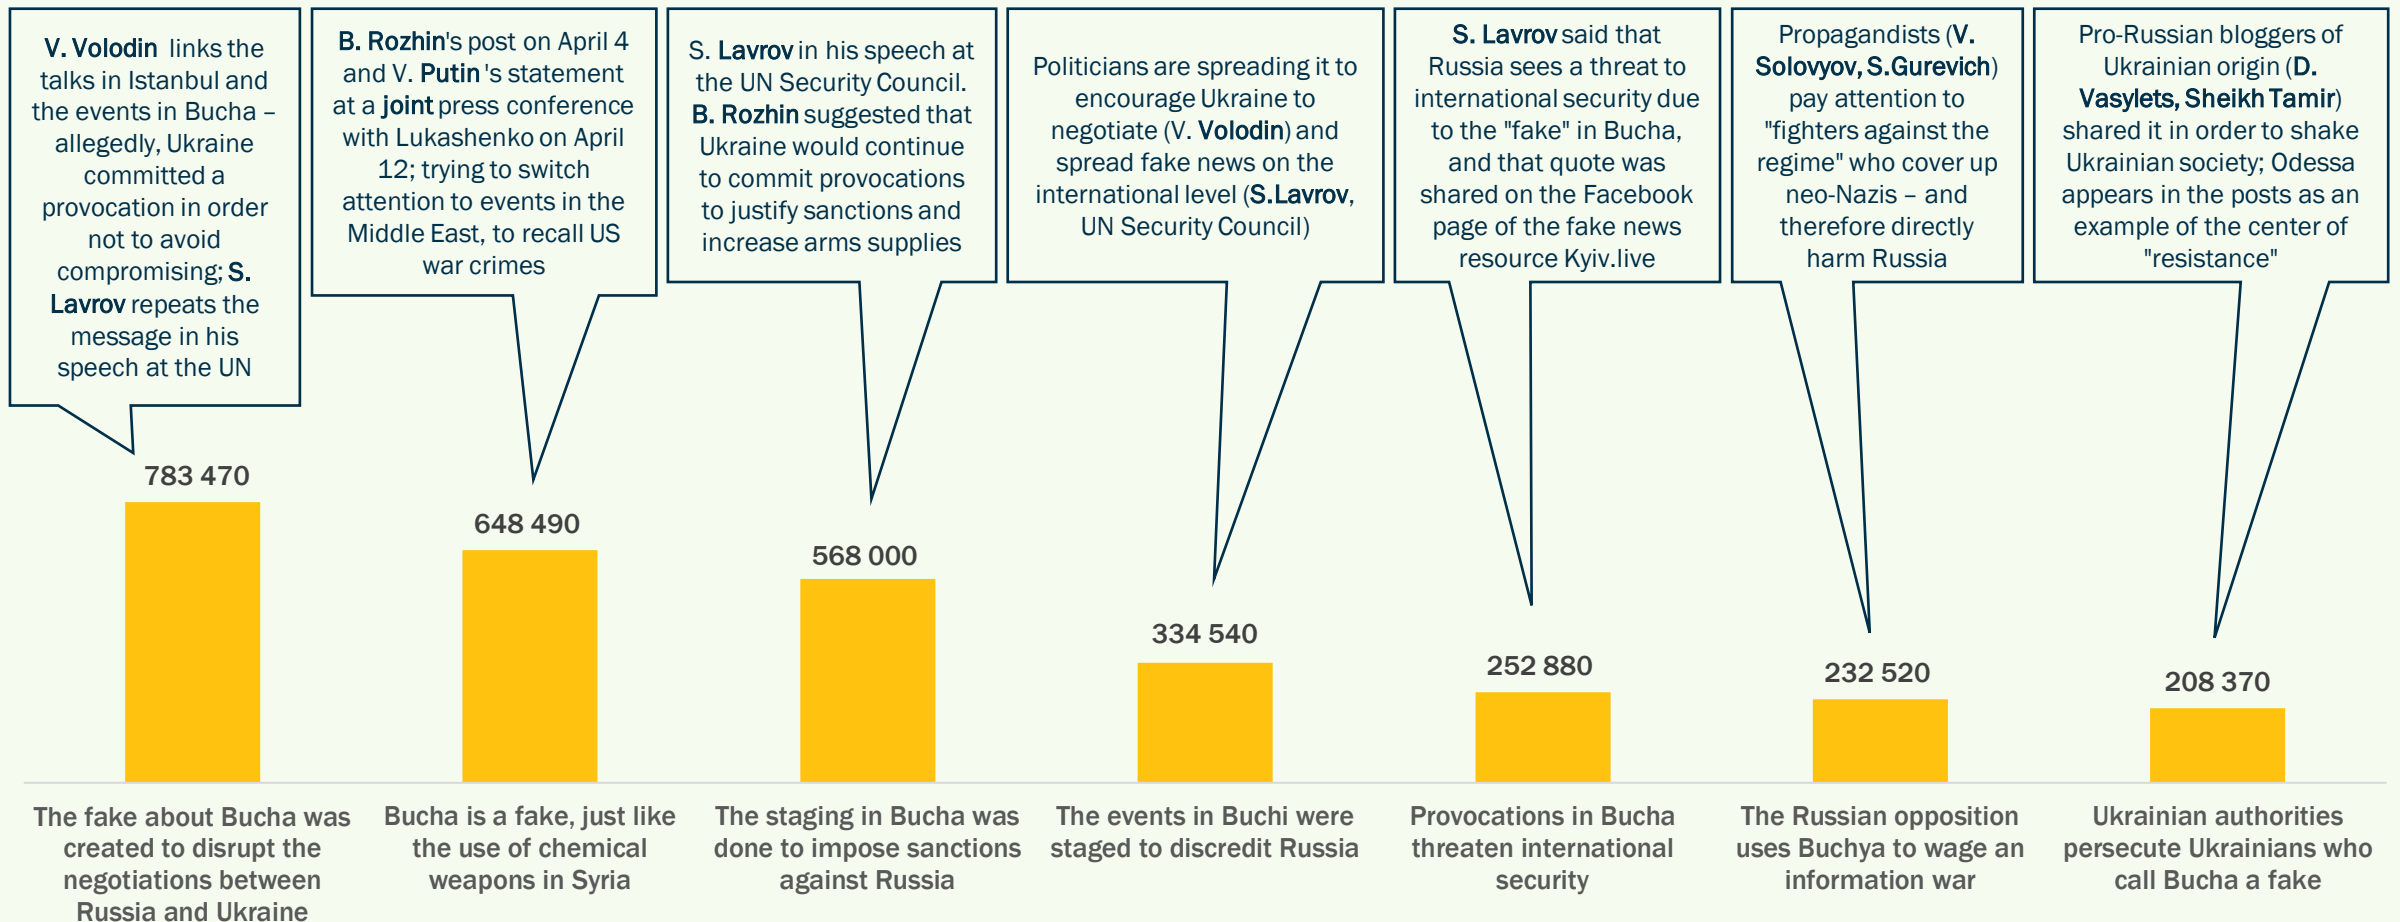 V. Volodin links the
talks in Istanbul and
the events in Bucha –
allegedly, Ukraine
committed a
provocation in order
not to avoid
compromising; S.
Lavrov repeats the
message in his
speech at the UN
B. Rozhin's post on April 4
and V. Putin 's statement
at a joint press conference
with Lukashenko on April
12; trying to switch
attention to events in the
Middle East, to recall US
war crimes
S. Lavrov in his speech at
the UN Security Council.
B. Rozhin suggested that
Ukraine would continue
to commit provocations
to justify sanctions and
increase arms supplies
Politicians are spreading it to
encourage Ukraine to
negotiate (V. Volodin) and
spread fake news on the
international level (S.Lavrov,
UN Security Council)
S. Lavrov said that
Russia sees a threat to
international security due
to the "fake" in Bucha,
and that quote was
shared on the Facebook
page of the fake news
resource Kyiv.live
Propagandists (V.
Solovyov, S.Gurevich)
pay attention to
"fighters against the
regime" who cover up
neo-Nazis – and
therefore directly
harm Russia
Pro-Russian bloggers of
Ukrainian origin (D.
Vasylets, Sheikh Tamir)
shared it in order to shake
Ukrainian society; Odessa
appears in the posts as an
example of the center of
"resistance"
783 470
648 490
568 000
334 540
252 880
232 520
208 370
The fake about Bucha was
created to disrupt the
negotiations between
Russia and Ukraine
Bucha is a fake, just like
the use of chemical
weapons in Syria
The staging in Bucha was
done to impose sanctions
against Russia
The events in Buchi were
staged to discredit Russia
Provocations in Bucha
threaten international
security
The Russian opposition
uses Buchya to wage an
information war
Ukrainian authorities
persecute Ukrainians who
call Bucha a fake